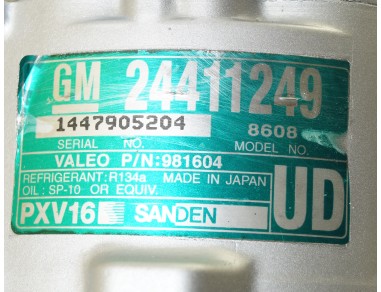 GM 24411249
1447905204 8608
SERIAL NO. MODEL NO.
VALEO P/N:981604
REFRIGERANT:R134a MADE IN JAPAN
OIL : SP-10 OR EQUIV.
PXV16 SANDEN UD